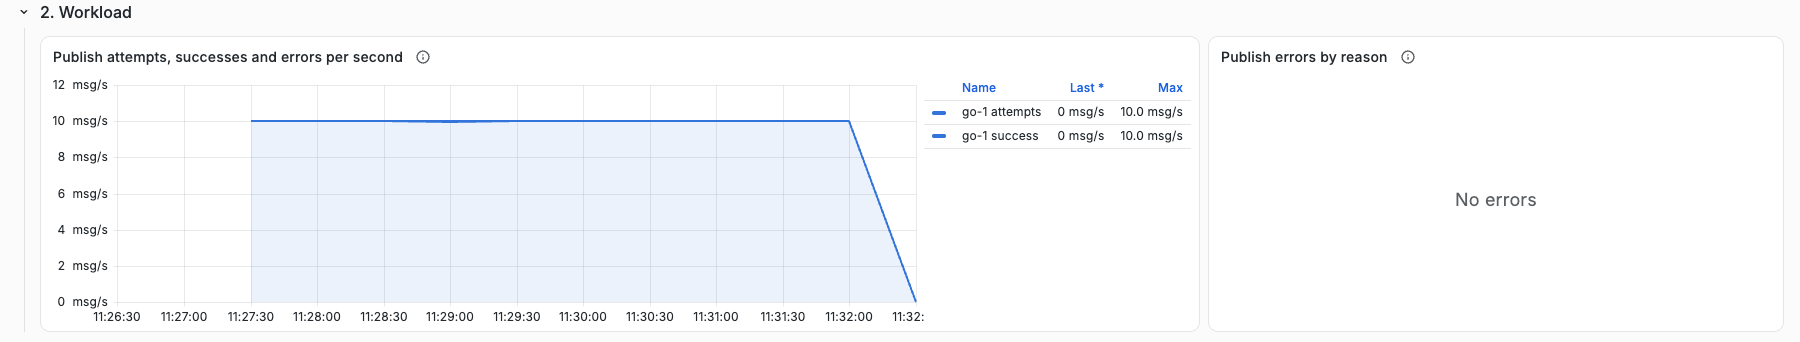 2. Workload
Publish attempts, successes and errors per second
12 msg/s
10 msg/s
8 msg/s
6 msg/s
4 msg/s
2 msg/s
0 msg/s
11:26:30 11:27:00 11:27:30 11:28:00 11:28:30 11:29:00 11:29:30 11:30:00 11:30:30 11:31:00 11:31:30 11:32:00 11:32:
Name Last * Max
go-1 attempts 0 msg/s 10.0 msg/s
go-1 success 0 msg/s 10.0 msg/s
Publish errors by reason
No errors